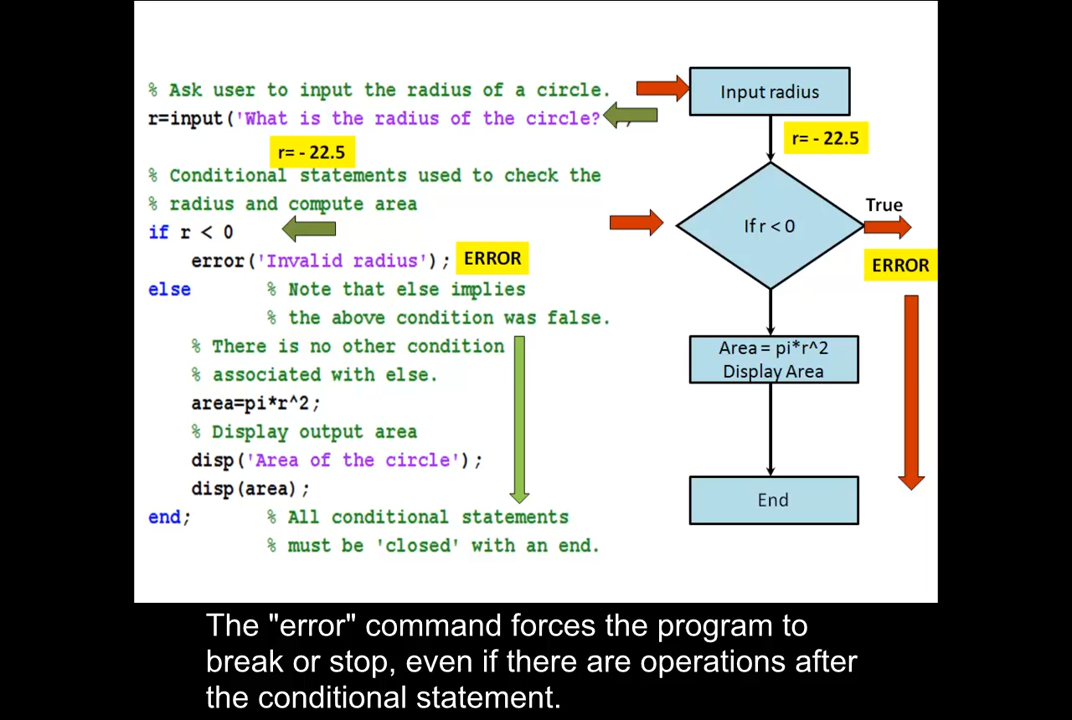 % Ask user to input the radius of a circle.
r=input('What is the radius of the circle?
r= - 22.5
% Conditional statements used to check the
% radius and compute area
if r < 0
error('Invalid radius');
ERROR
else % Note that else implies
% the above condition was false.
% There is no other condition
% associated with else.
area=pi*r^2;
% Display output area
disp('Area of the circle');
disp(area);
end; % All conditional statements
% must be 'closed' with an end.
Input radius
r= - 22.5
If r < 0
True
ERROR
Area = pi*r^2
Display Area
End
The "error" command forces the program to
break or stop, even if there are operations after
the conditional statement.